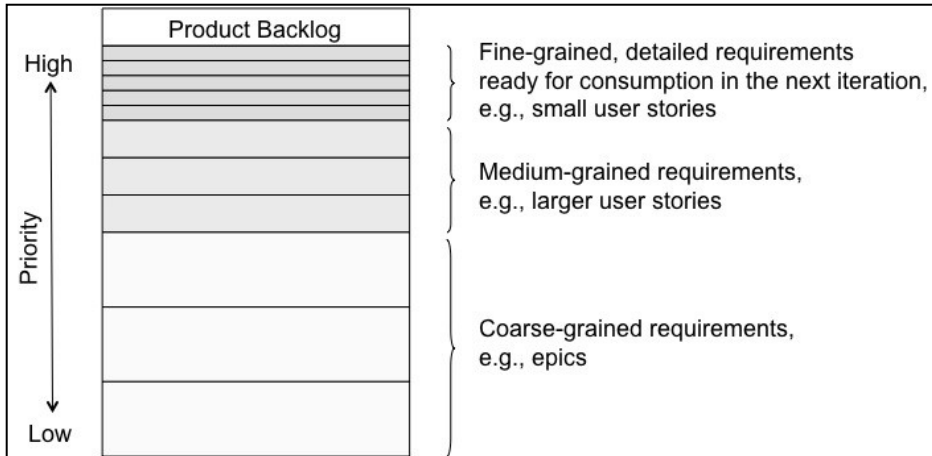 Product Backlog
High
Priority
Low
Fine-grained, detailed requirements
ready for consumption in the next iteration,
e.g., small user stories
Medium-grained requirements,
e.g., larger user stories
Coarse-grained requirements,
e.g., epics